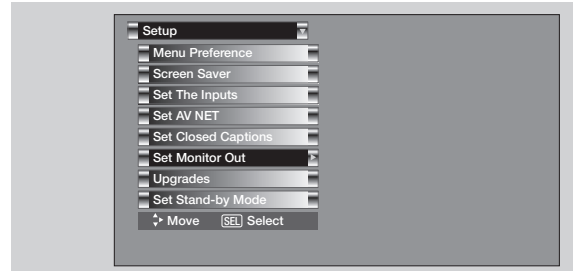 Setup
Menu Preference
Screen Saver
Set The Inputs
Set AV NET
Set Closed Captions
Set Monitor Out
Upgrades
Set Stand-by Mode
Move SEL Select